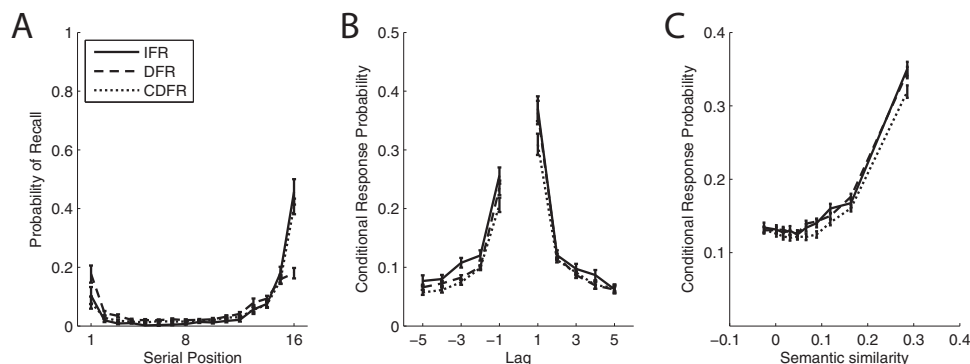 A
Probability of Recall
1
0.8
0.6
0.4
0.2
0
IFR
DFR
CDFR
1 8 16
Serial Position
B
Conditional Response Probability
0.5
0.4
0.3
0.2
0.1
0
−5 −3 −1 1 3 5
Lag
C
Conditional Response Probability
0.4
0.3
0.2
0.1
0
−0.1 0 0.1 0.2 0.3 0.4
Semantic similarity